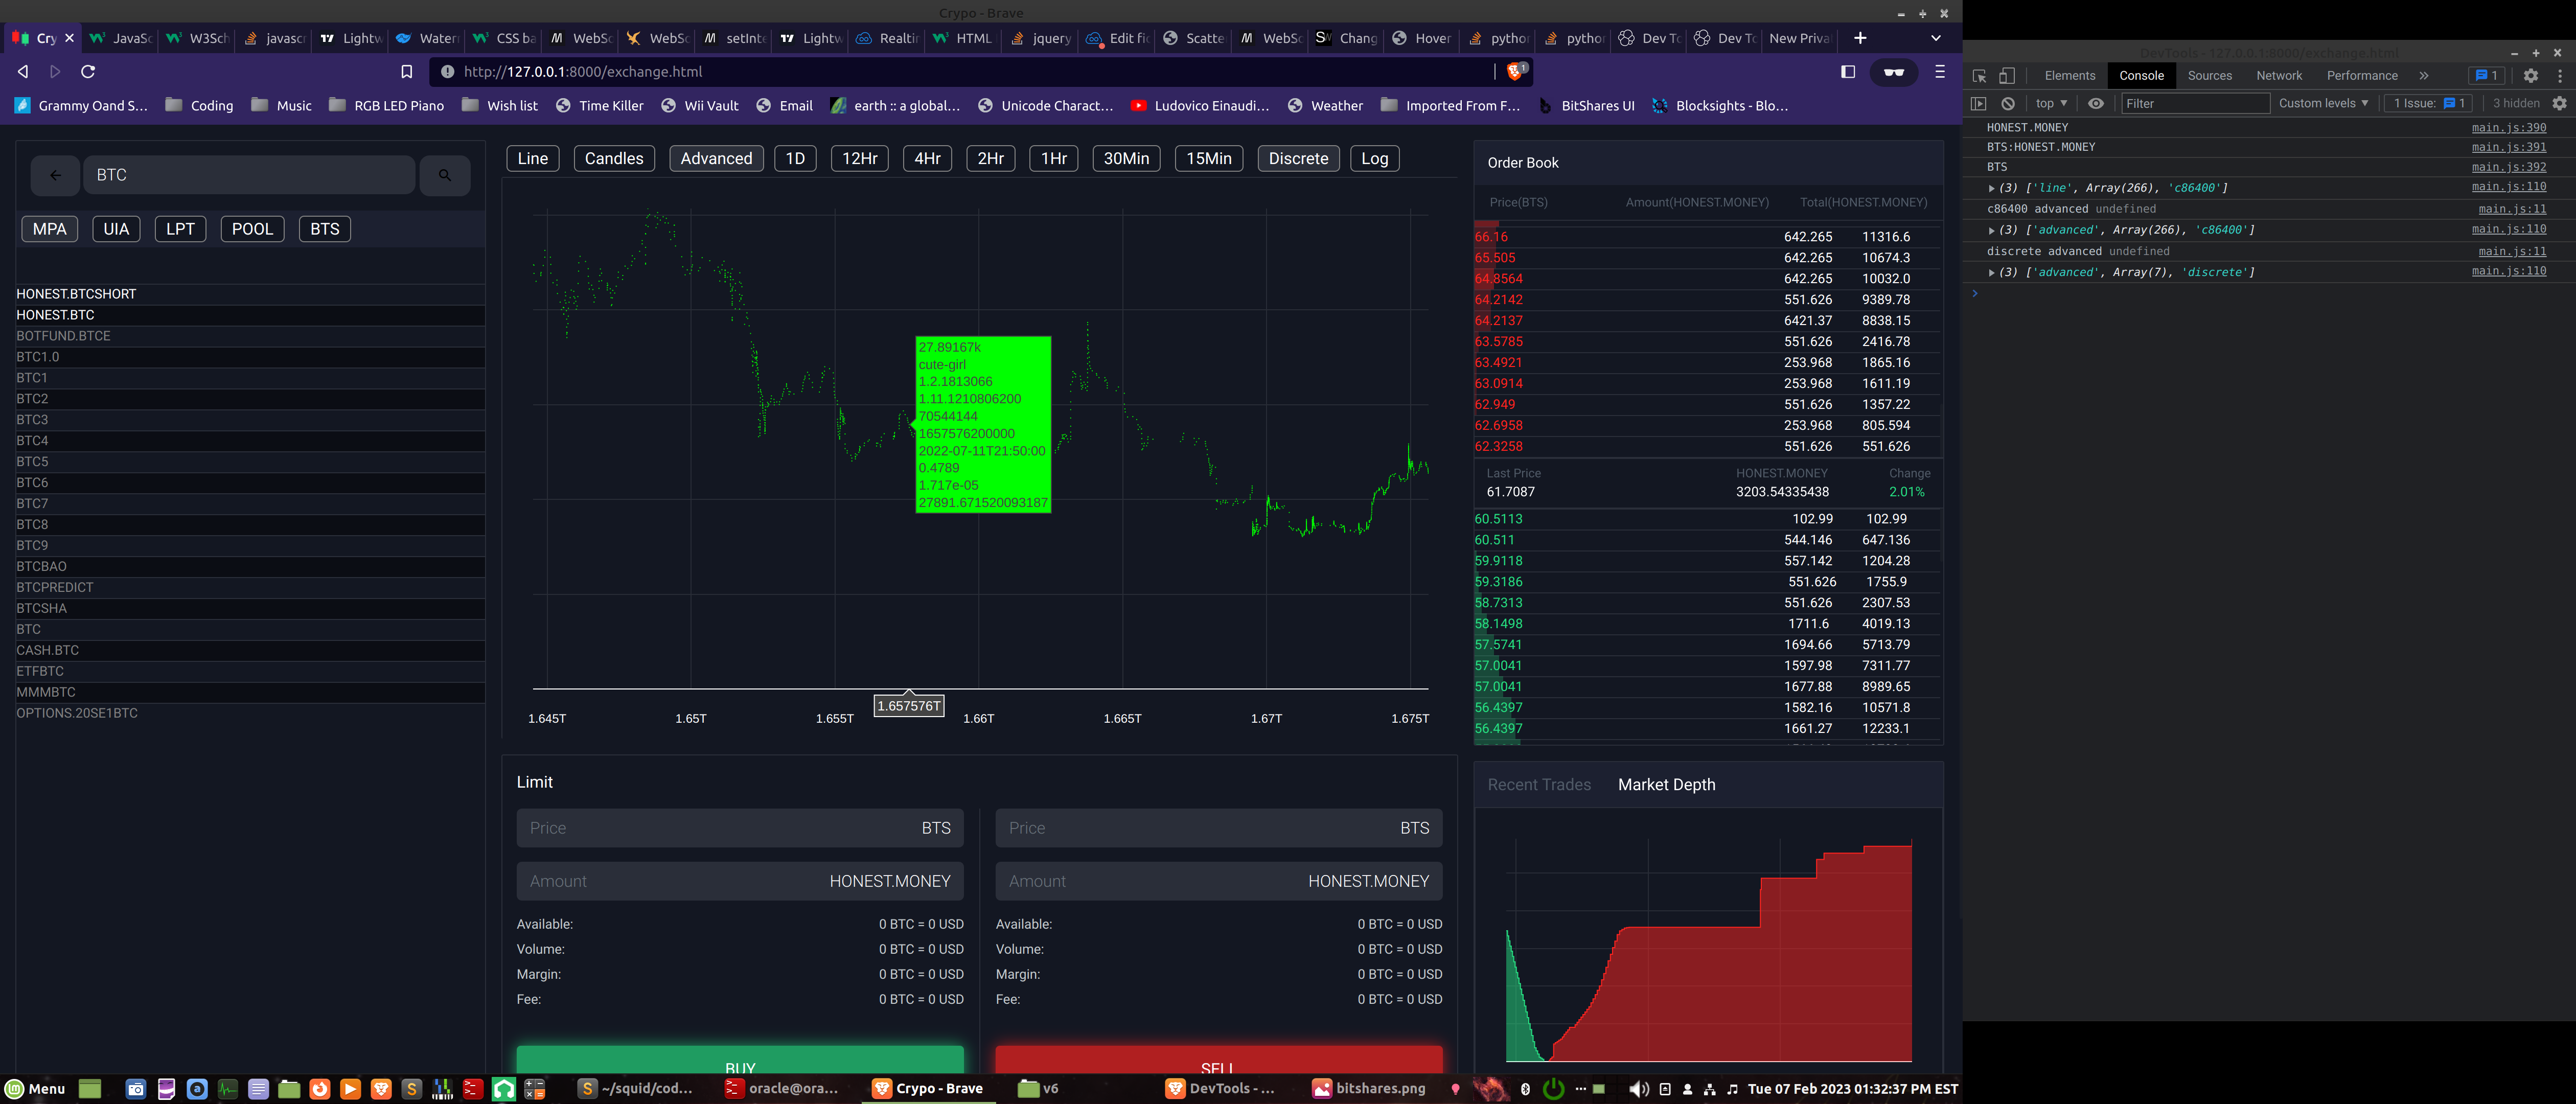 Crypo - Brave
Cry JavaSc W3Sch javascr Lightw Waterm CSS ba WebSc WebSc setInte Lightw Realtin HTML jquery Edit fid Scatte WebSc Chang Hover python python Dev To Dev To New Privat
http://127.0.0.1:8000/exchange.html 1
Grammy Oand S... Coding Music RGB LED Piano Wish list Time Killer Wii Vault Email earth :: a global... Unicode Charact... Ludovico Einaudi... Weather Imported From F... BitShares UI Blocksights - Blo...
BTC
MPA UIA LPT POOL BTS
HONEST.BTCSHORT
HONEST.BTC
BOTFUND.BTCE
BTC1.0
BTC1
BTC2
BTC3
BTC4
BTC5
BTC6
BTC7
BTC8
BTC9
BTCBAO
BTCPREDICT
BTCSHA
BTC
CASH.BTC
ETFBTC
MMMBTC
OPTIONS.20SE1BTC
Line Candles Advanced 1D 12Hr 4Hr 2Hr 1Hr 30Min 15Min Discrete Log
27.89167k
cute-girl
1.2.1813066
1.11.1210806200
70544144
1657576200000
2022-07-11T21:50:00
0.4789
1.717e-05
27891.671520093187
1.657576T
1.645T 1.65T 1.655T 1.66T 1.665T 1.67T 1.675T
Limit
Price BTS
Amount HONEST.MONEY
Available: 0 BTC = 0 USD
Volume: 0 BTC = 0 USD
Margin: 0 BTC = 0 USD
Fee: 0 BTC = 0 USD
BUY
Price BTS
Amount HONEST.MONEY
Available: 0 BTC = 0 USD
Volume: 0 BTC = 0 USD
Margin: 0 BTC = 0 USD
Fee: 0 BTC = 0 USD
SELL
Order Book
Price(BTS) Amount(HONEST.MONEY) Total(HONEST.MONEY)
66.16 642.265 11316.6
65.505 642.265 10674.3
64.8564 642.265 10032.0
64.2142 551.626 9389.78
64.2137 6421.37 8838.15
63.5785 551.626 2416.78
63.4921 253.968 1865.16
63.0914 253.968 1611.19
62.949 551.626 1357.22
62.6958 253.968 805.594
62.3258 551.626 551.626
Last Price HONEST.MONEY Change
61.7087 3203.54335438 2.01%
60.5113 102.99 102.99
60.511 544.146 647.136
59.9118 557.142 1204.28
59.3186 551.626 1755.9
58.7313 551.626 2307.53
58.1498 1711.6 4019.13
57.5741 1694.66 5713.79
57.0041 1597.98 7311.77
57.0041 1677.88 8989.65
56.4397 1582.16 10571.8
56.4397 1661.27 12233.1
Recent Trades Market Depth
DevTools - 127.0.0.1:8000/exchange.html
Elements Console Sources Network Performance 1
top Filter Custom levels 1 Issue: 1 3 hidden
HONEST.MONEY main.js:390
BTS:HONEST.MONEY main.js:391
BTS main.js:392
(3) ['line', Array(266), 'c86400'] main.js:110
c86400 advanced undefined main.js:11
(3) ['advanced', Array(266), 'c86400'] main.js:110
discrete advanced undefined main.js:11
(3) ['advanced', Array(7), 'discrete'] main.js:110
Menu ~/squid/cod... oracle@ora... Crypo - Brave v6 DevTools - ... bitshares.png Tue 07 Feb 2023 01:32:37 PM EST